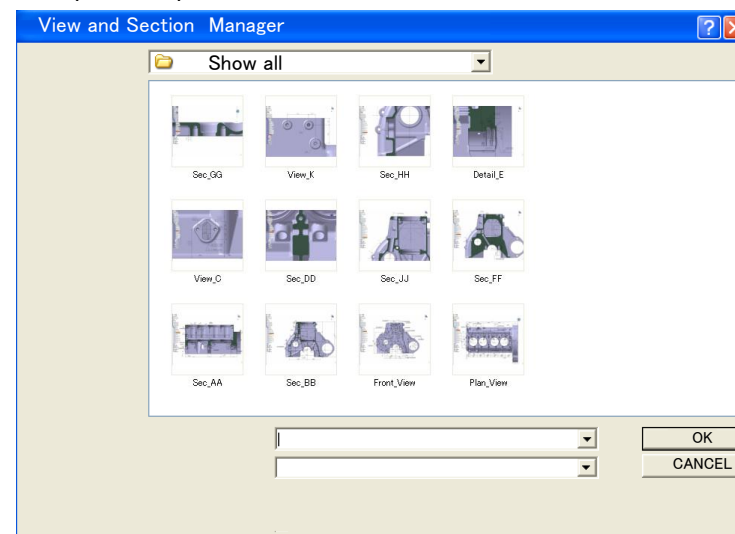 View and Section Manager
?
Show all
Sec_GG View_K Sec_HH Detail_E
View_C Sec_DD Sec_JJ Sec_FF
Sec_AA Sec_BB Front_View Plan_View
OK
CANCEL